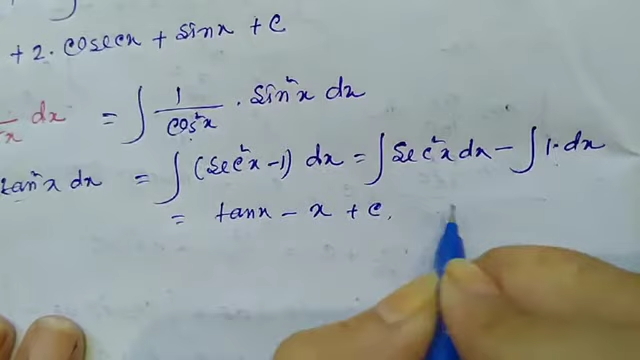 + 2. cosecx + sinx + c
dx = ∫ 1/cos²x . sin²x dx
tan²x dx = ∫ (sec²x - 1) dx = ∫ sec²x dx - ∫ 1. dx
= tanx - x + c.